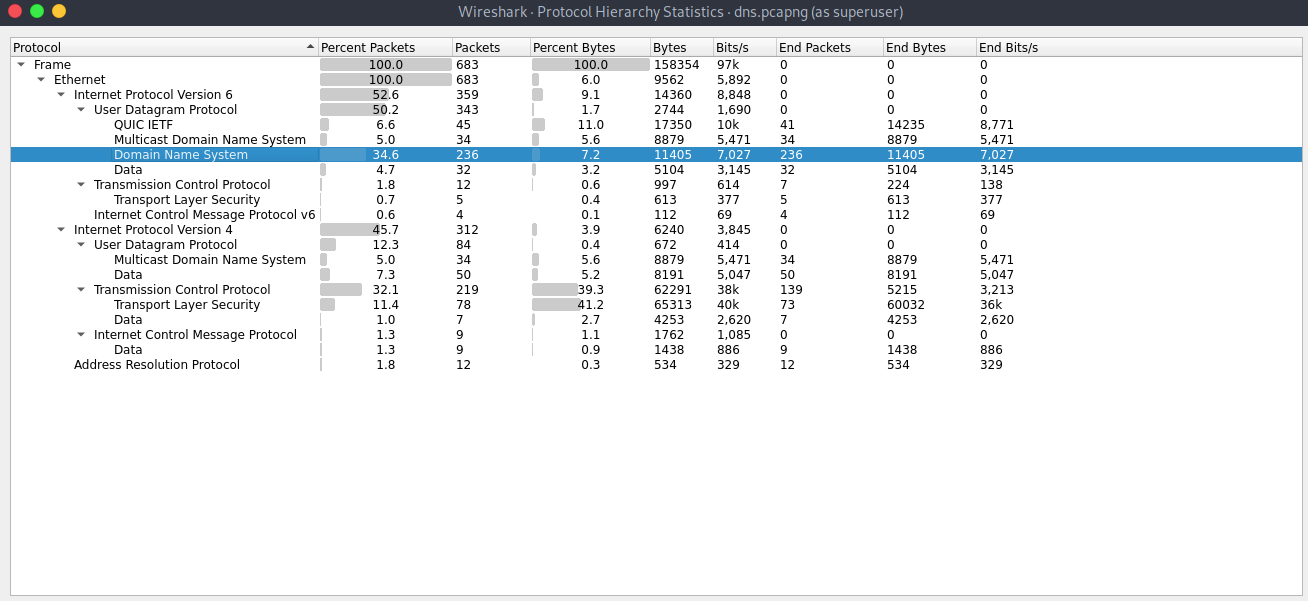 Wireshark · Protocol Hierarchy Statistics · dns.pcapng (as superuser)
Protocol Percent Packets Packets Percent Bytes Bytes Bits/s End Packets End Bytes End Bits/s
Frame 100.0 683 100.0 158354 97k 0 0 0
Ethernet 100.0 683 6.0 9562 5,892 0 0 0
Internet Protocol Version 6 52.6 359 9.1 14360 8,848 0 0 0
User Datagram Protocol 50.2 343 1.7 2744 1,690 0 0 0
QUIC IETF 6.6 45 11.0 17350 10k 41 14235 8,771
Multicast Domain Name System 5.0 34 5.6 8879 5,471 34 8879 5,471
Domain Name System 34.6 236 7.2 11405 7,027 236 11405 7,027
Data 4.7 32 3.2 5104 3,145 32 5104 3,145
Transmission Control Protocol 1.8 12 0.6 997 614 7 224 138
Transport Layer Security 0.7 5 0.4 613 377 5 613 377
Internet Control Message Protocol v6 0.6 4 0.1 112 69 4 112 69
Internet Protocol Version 4 45.7 312 3.9 6240 3,845 0 0 0
User Datagram Protocol 12.3 84 0.4 672 414 0 0 0
Multicast Domain Name System 5.0 34 5.6 8879 5,471 34 8879 5,471
Data 7.3 50 5.2 8191 5,047 50 8191 5,047
Transmission Control Protocol 32.1 219 39.3 62291 38k 139 5215 3,213
Transport Layer Security 11.4 78 41.2 65313 40k 73 60032 36k
Data 1.0 7 2.7 4253 2,620 7 4253 2,620
Internet Control Message Protocol 1.3 9 1.1 1762 1,085 0 0 0
Data 1.3 9 0.9 1438 886 9 1438 886
Address Resolution Protocol 1.8 12 0.3 534 329 12 534 329